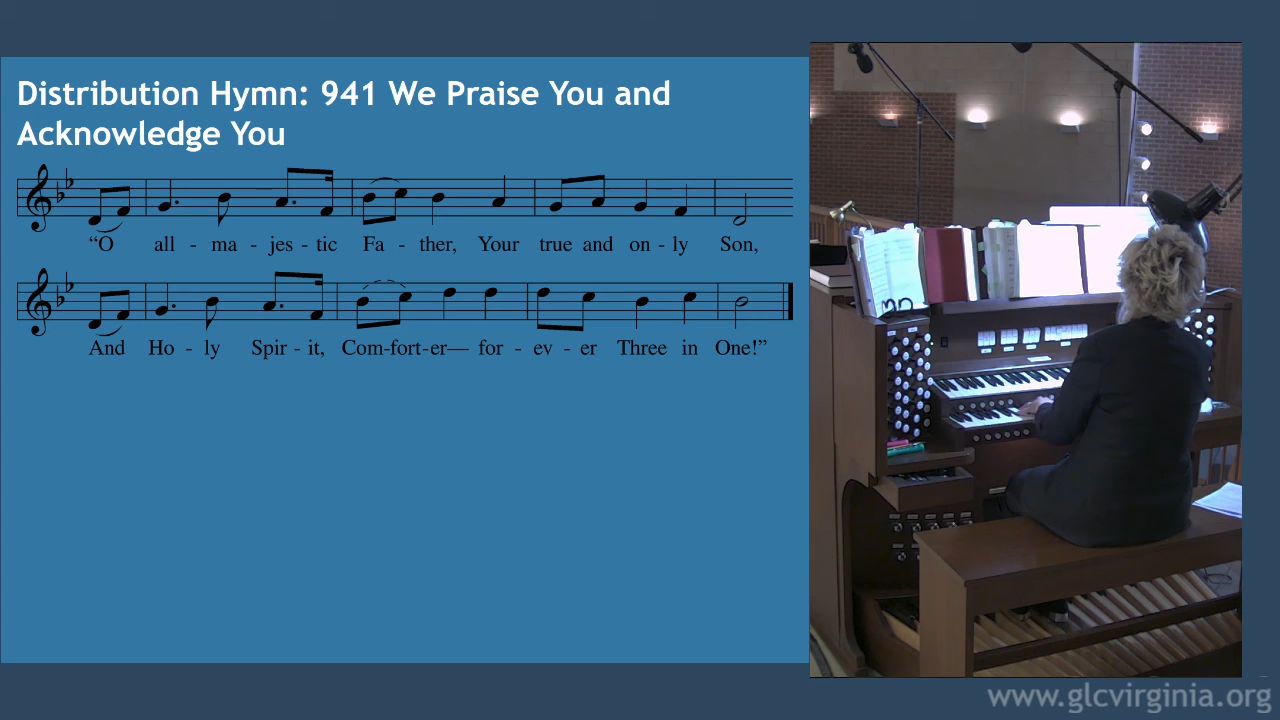 Distribution Hymn: 941 We Praise You and
Acknowledge You
“O all - ma - jes - tic Fa - ther, Your true and on - ly Son,
And Ho - ly Spir - it, Com-fort-er— for - ev - er Three in One!”
www.glcvirginia.org